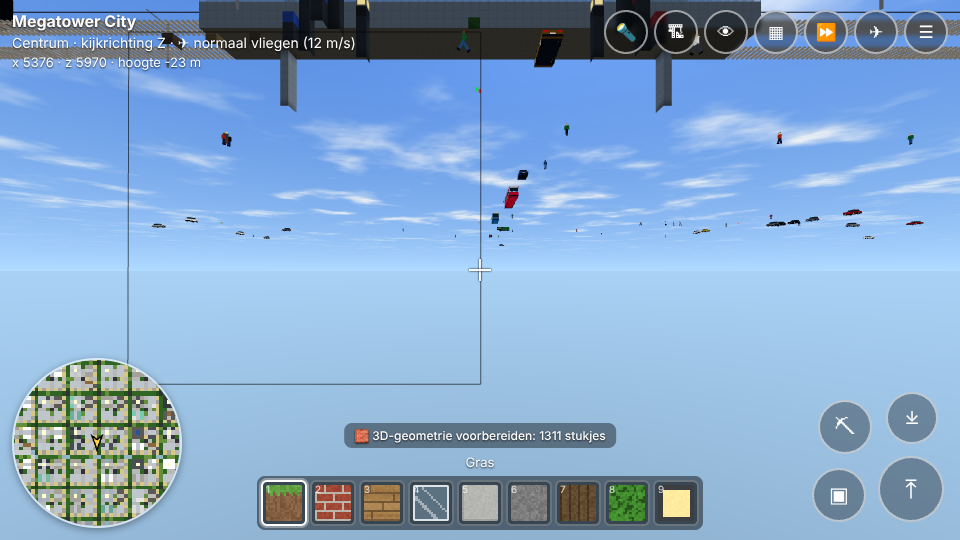 Megatower City
Centrum · kijkrichting Z · ✈ normaal vliegen (12 m/s)
x 5376 · z 5970 · hoogte -23 m
3D-geometrie voorbereiden: 1311 stukjes
Gras
1 2 3 4 5 6 7 8 9